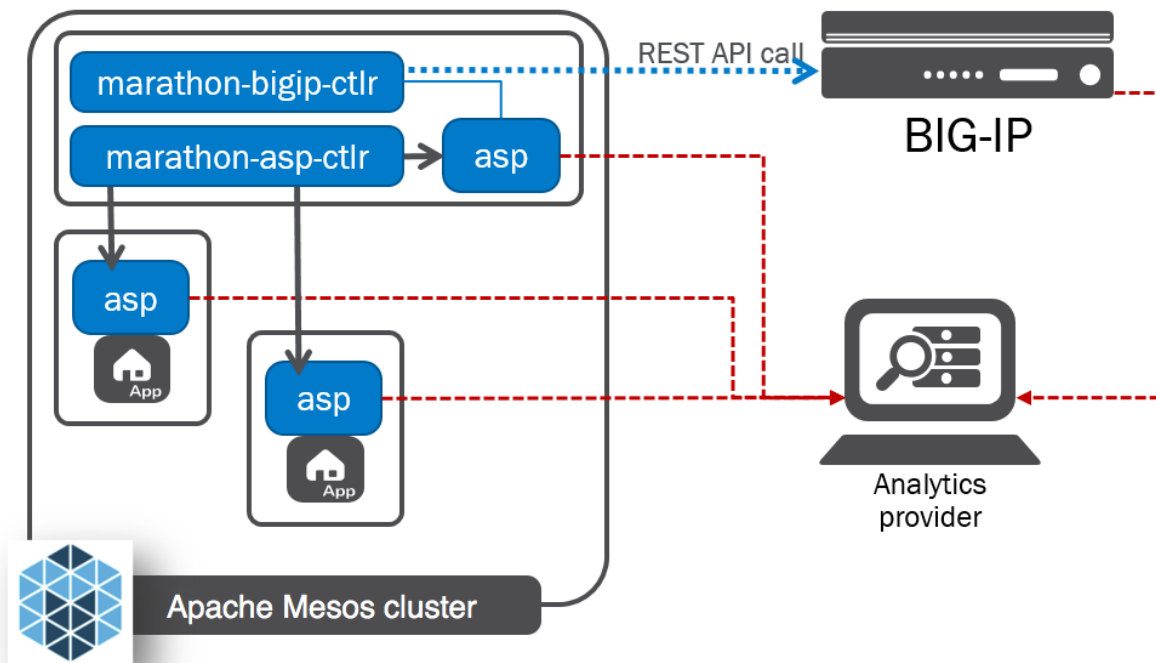 marathon-bigip-ctlr
REST API call
marathon-asp-ctlr
asp
BIG-IP
asp
App
asp
App
Analytics
provider
Apache Mesos cluster